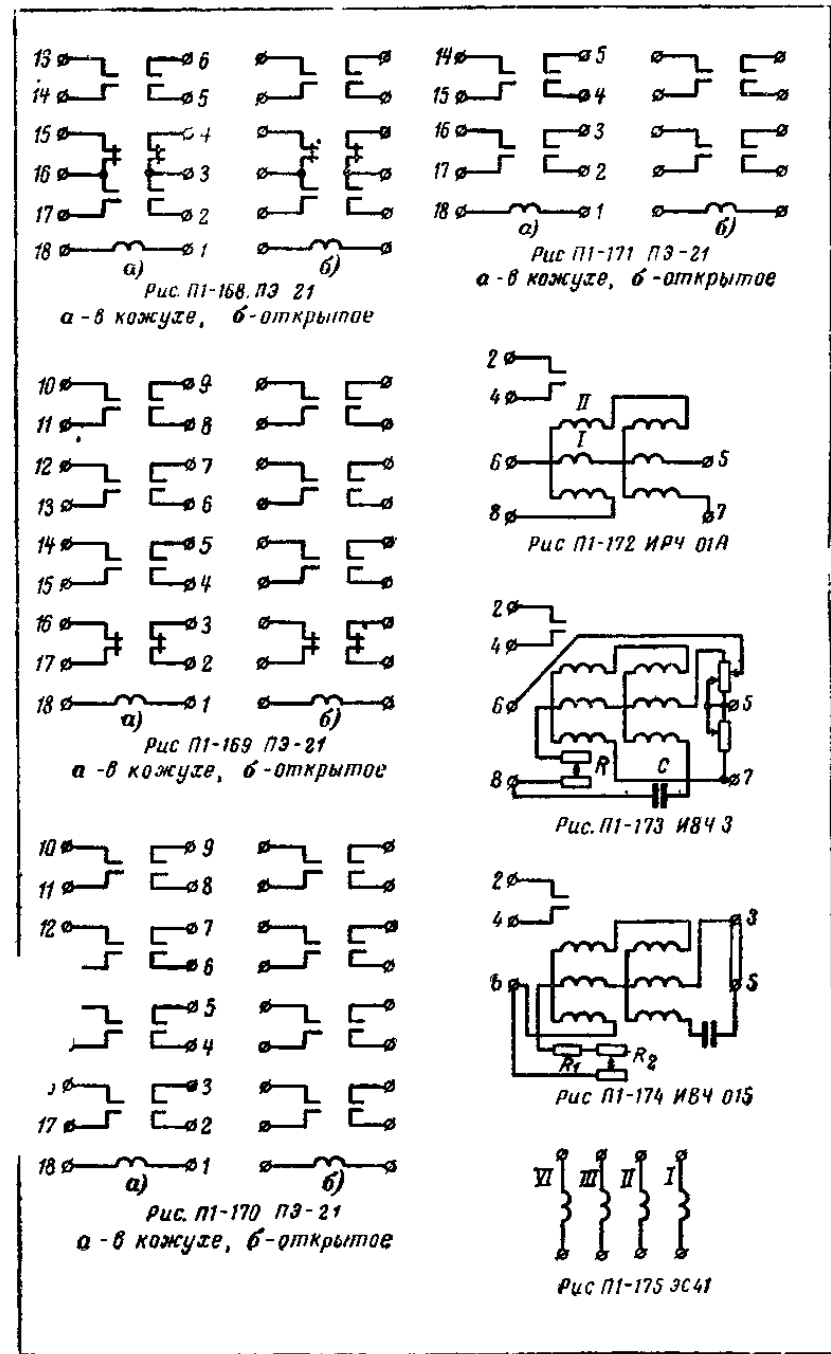 13 6
14 5
15 4
16 3
17 2
18 1
а) б)
Рис. П1-168. ПЭ 21
а - в кожухе, б - открытое
10 9
11 8
12 7
13 6
14 5
15 4
16 3
17 2
18 1
а) б)
Рис П1-169 ПЭ-21
а - в кожухе, б - открытое
10 9
11 8
12 7
6
5
4
3
17 2
18 1
а) б)
Рис. П1-170 ПЭ-21
а - в кожухе, б - открытое
14 5
15 4
16 3
17 2
18 1
а) б)
Рис П1-171 ПЭ-21
а - в кожухе, б - открытое
2
4
II
I
6 5
8 7
Рис П1-172 ИРЧ 01А
2
4
6 5
R C
8 7
Рис. П1-173 ИВЧ 3
2
4 3
6 5
R1 R2
Рис П1-174 ИВЧ 015
VI III II I
Рис П1-175 ЭС41